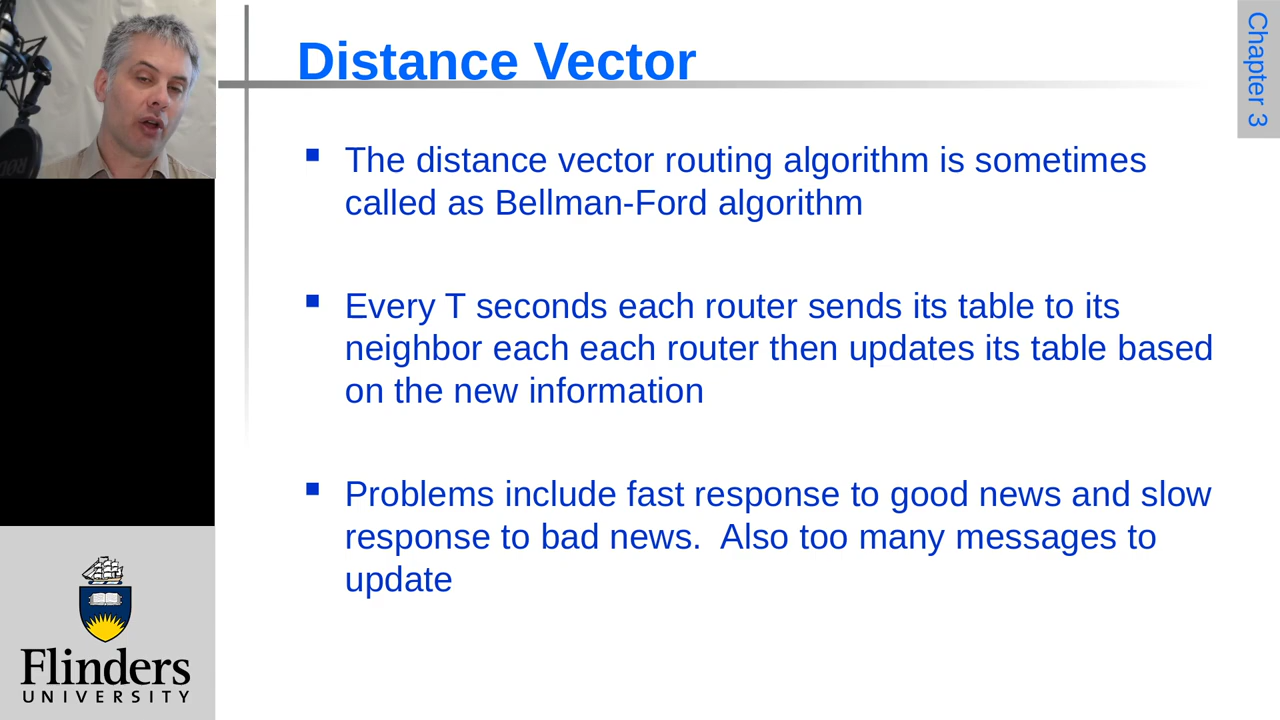 Distance Vector
Chapter 3
The distance vector routing algorithm is sometimes
called as Bellman-Ford algorithm
Every T seconds each router sends its table to its
neighbor each each router then updates its table based
on the new information
Problems include fast response to good news and slow
response to bad news.  Also too many messages to
update
Flinders
UNIVERSITY